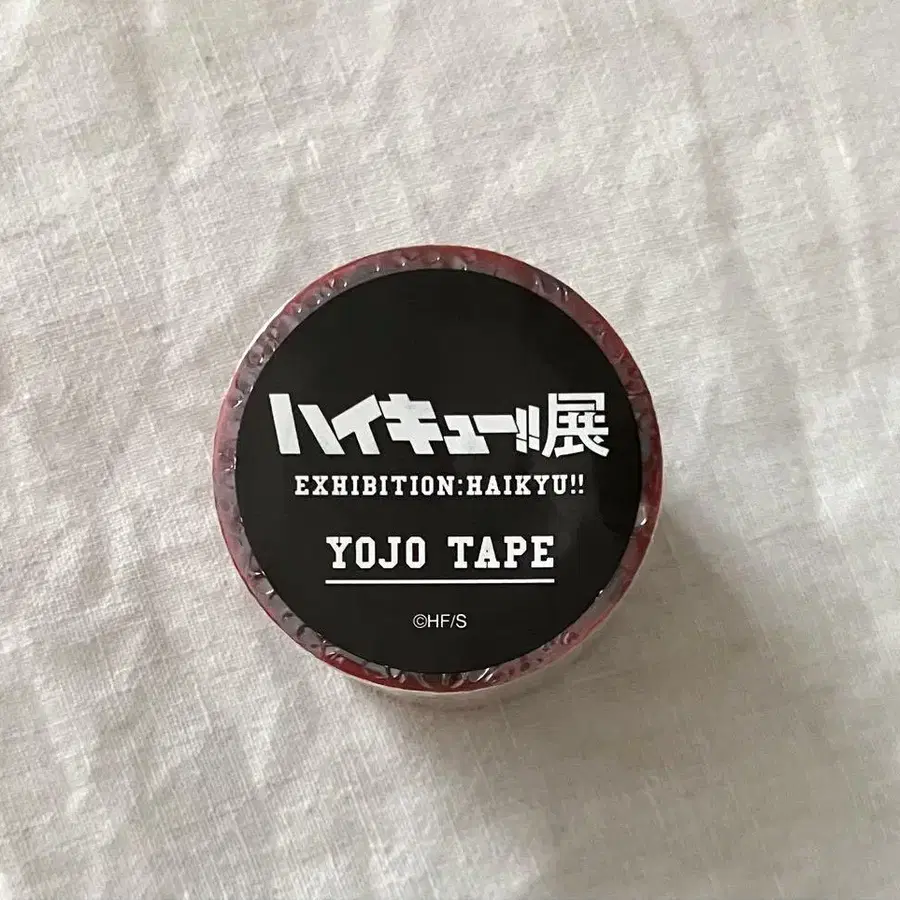 ハイキュー!!展
EXHIBITION:HAIKYU!!
YOJO TAPE
©HF/S